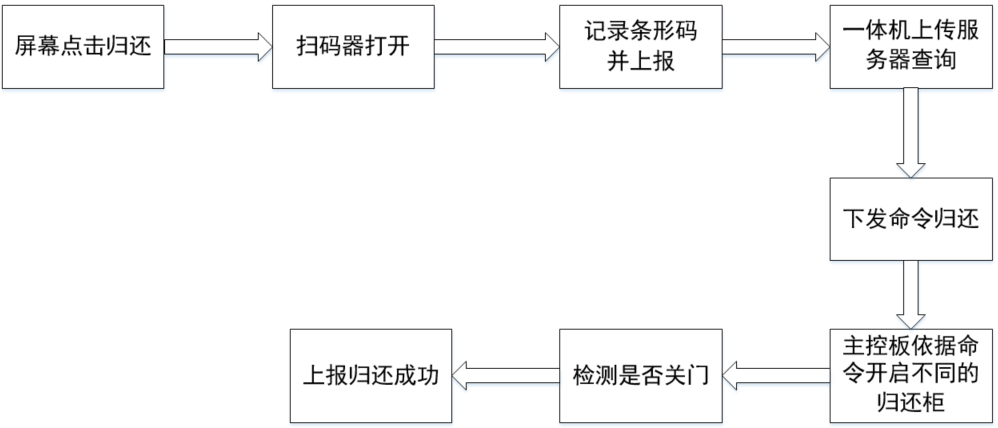 屏幕点击归还
扫码器打开
记录条形码
并上报
一体机上传服
务器查询
下发命令归还
主控板依据命
令开启不同的
归还柜
检测是否关门
上报归还成功